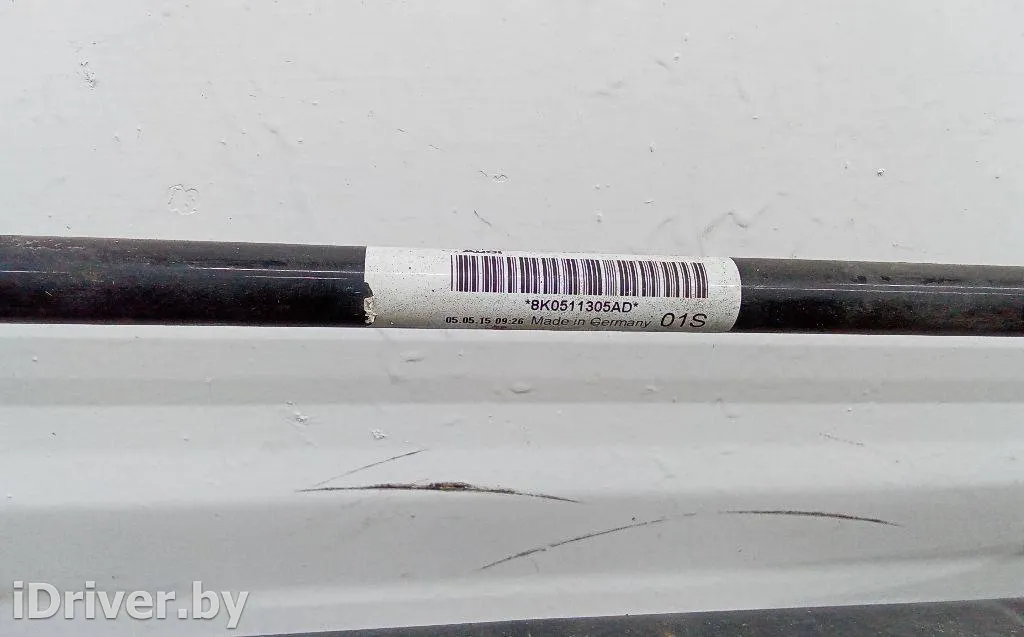 *8K0511305AD*
05.05.15 09:26 Made in Germany 01S
iDriver.by